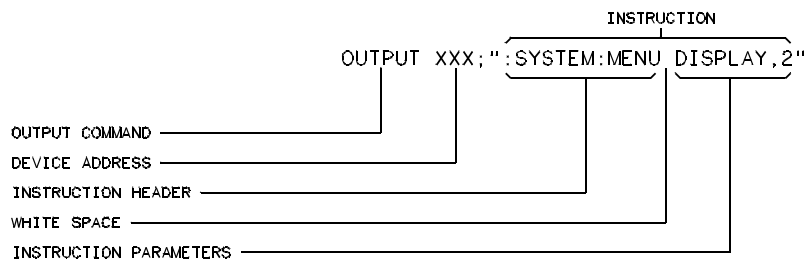 INSTRUCTION
OUTPUT XXX;":SYSTEM:MENU DISPLAY,2"
OUTPUT COMMAND
DEVICE ADDRESS
INSTRUCTION HEADER
WHITE SPACE
INSTRUCTION PARAMETERS